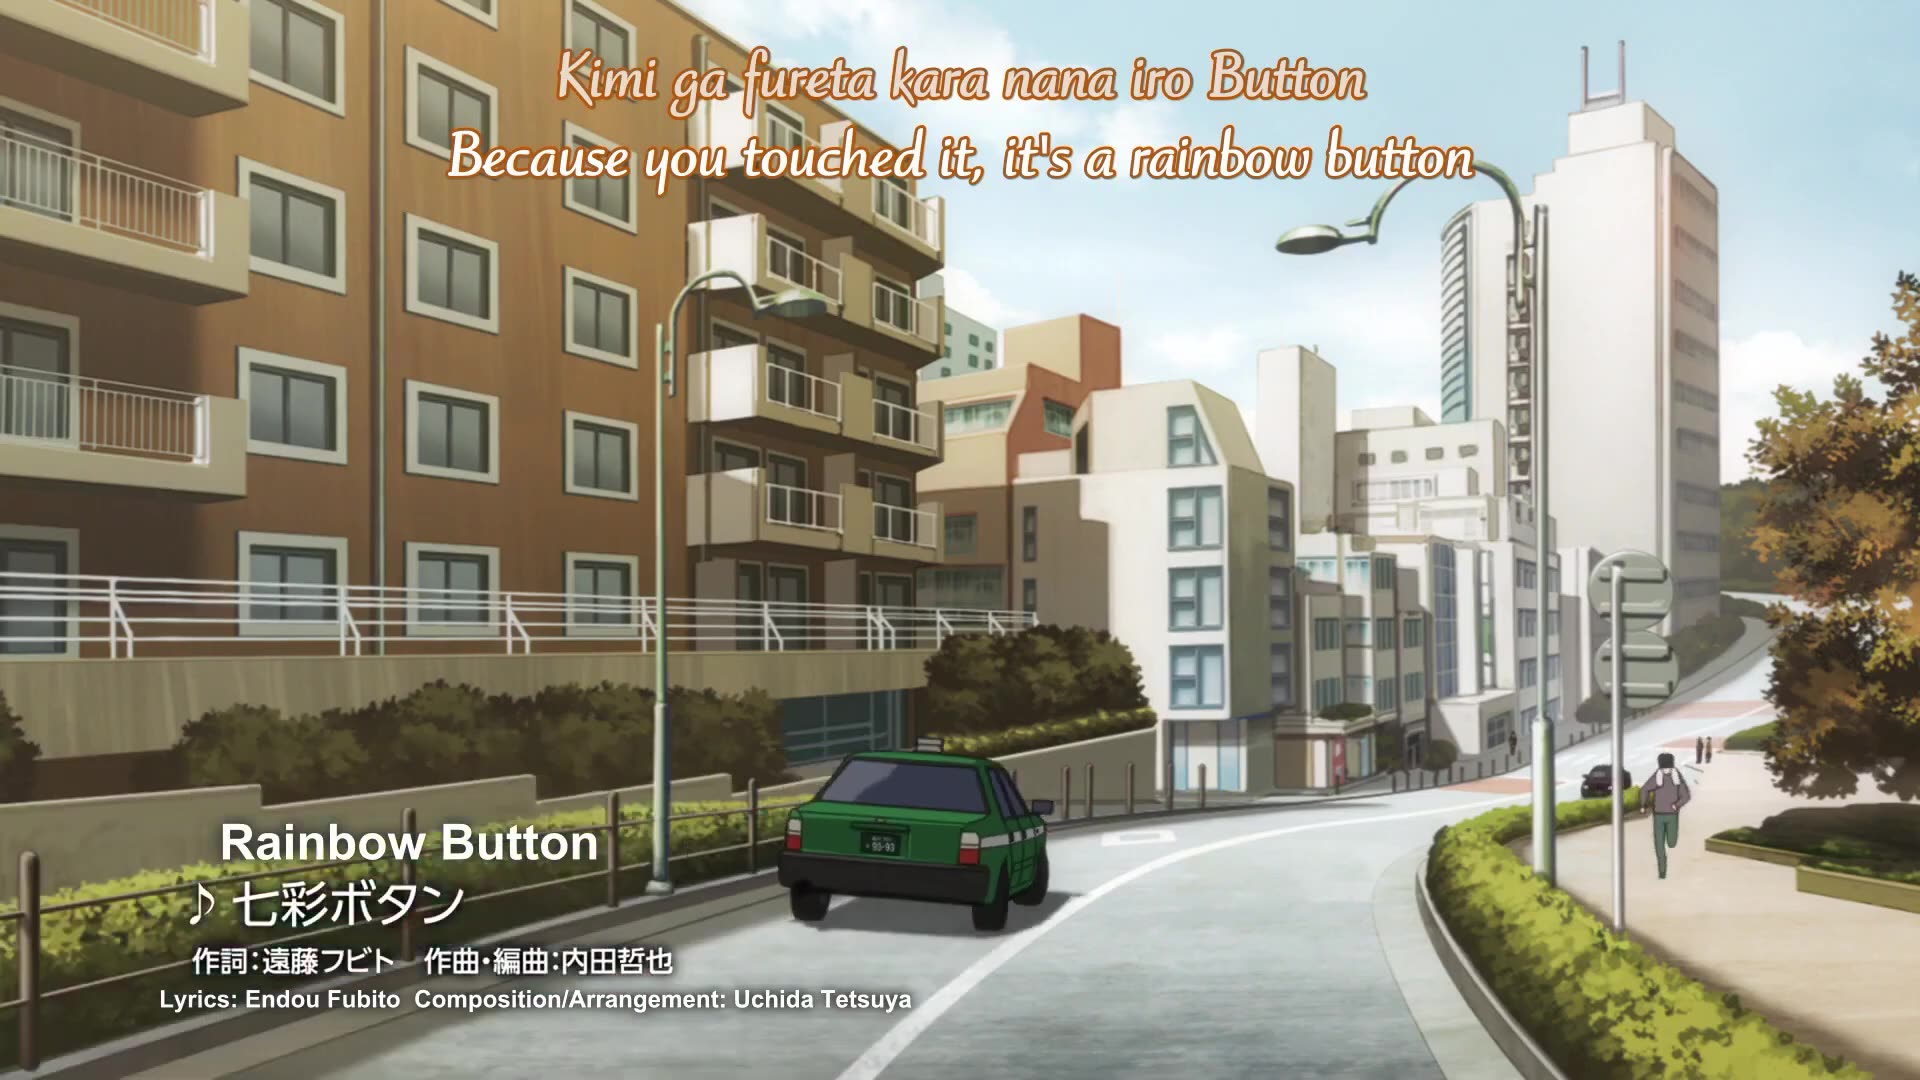 Kimi ga fureta kara nana iro Button
Because you touched it, it's a rainbow button
Rainbow Button
♪ 七彩ボタン
作詞：遠藤フビト　作曲・編曲：内田哲也
Lyrics: Endou Fubito  Composition/Arrangement: Uchida Tetsuya